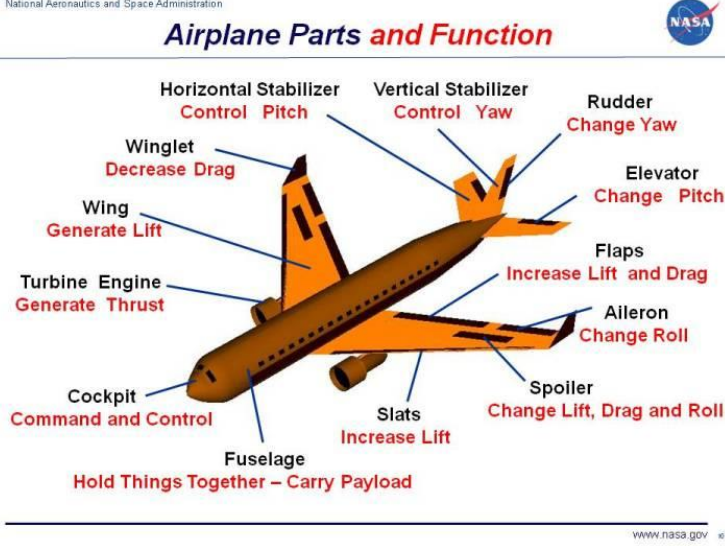 National Aeronautics and Space Administration
NASA
Airplane Parts and Function
Horizontal Stabilizer
Control Pitch
Vertical Stabilizer
Control Yaw
Rudder
Change Yaw
Winglet
Decrease Drag
Elevator
Change Pitch
Wing
Generate Lift
Flaps
Increase Lift and Drag
Turbine Engine
Generate Thrust
Aileron
Change Roll
Spoiler
Change Lift, Drag and Roll
Cockpit
Command and Control
Slats
Increase Lift
Fuselage
Hold Things Together – Carry Payload
www.nasa.gov